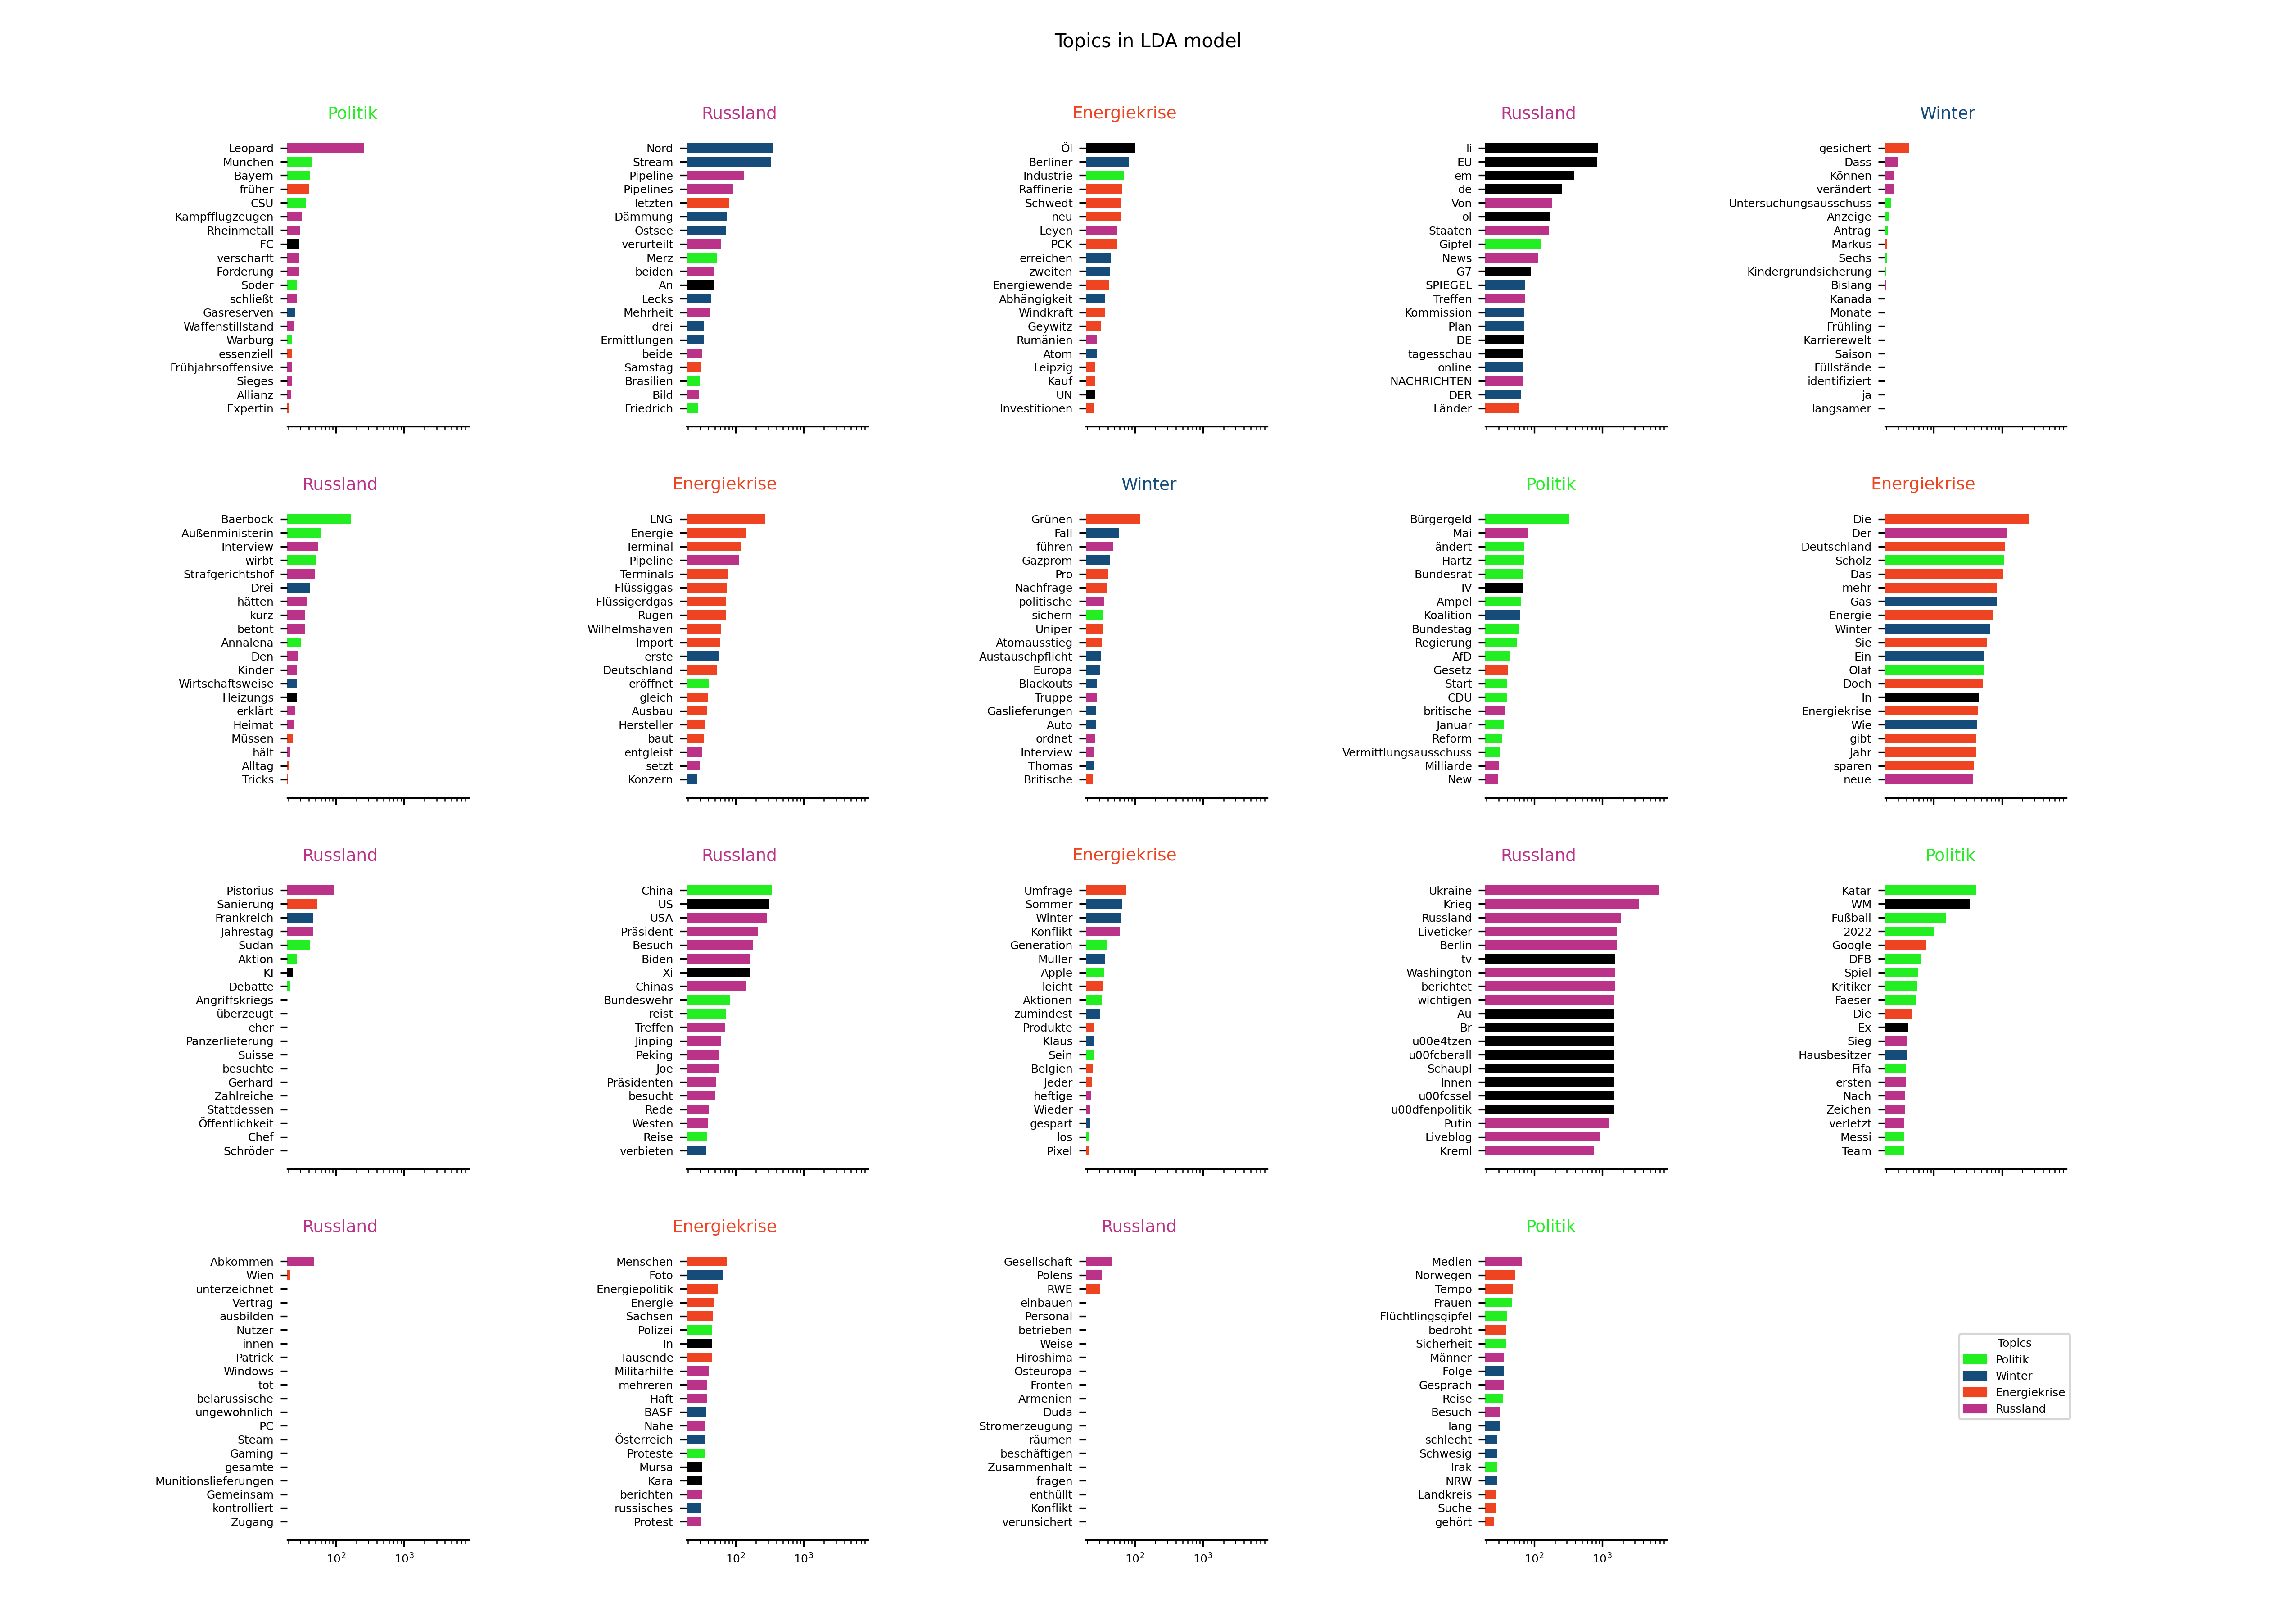 Topics in LDA model
Politik
Leopard
München
Bayern
früher
CSU
Kampfflugzeugen
Rheinmetall
FC
verschärft
Forderung
Söder
schließt
Gasreserven
Waffenstillstand
Warburg
essenziell
Frühjahrsoffensive
Sieges
Allianz
Expertin
Russland
Nord
Stream
Pipeline
Pipelines
letzten
Dämmung
Ostsee
verurteilt
Merz
beiden
An
Lecks
Mehrheit
drei
Ermittlungen
beide
Samstag
Brasilien
Bild
Friedrich
Energiekrise
Öl
Berliner
Industrie
Raffinerie
Schwedt
neu
Leyen
PCK
erreichen
zweiten
Energiewende
Abhängigkeit
Windkraft
Geywitz
Rumänien
Atom
Leipzig
Kauf
UN
Investitionen
Russland
li
EU
em
de
Von
ol
Staaten
Gipfel
News
G7
SPIEGEL
Treffen
Kommission
Plan
DE
tagesschau
online
NACHRICHTEN
DER
Länder
Winter
gesichert
Dass
Können
verändert
Untersuchungsausschuss
Anzeige
Antrag
Markus
Sechs
Kindergrundsicherung
Bislang
Kanada
Monate
Frühling
Karrierewelt
Saison
Füllstände
identifiziert
ja
langsamer
Russland
Baerbock
Außenministerin
Interview
wirbt
Strafgerichtshof
Drei
hätten
kurz
betont
Annalena
Den
Kinder
Wirtschaftsweise
Heizungs
erklärt
Heimat
Müssen
hält
Alltag
Tricks
Energiekrise
LNG
Energie
Terminal
Pipeline
Terminals
Flüssiggas
Flüssigerdgas
Rügen
Wilhelmshaven
Import
erste
Deutschland
eröffnet
gleich
Ausbau
Hersteller
baut
entgleist
setzt
Konzern
Winter
Grünen
Fall
führen
Gazprom
Pro
Nachfrage
politische
sichern
Uniper
Atomausstieg
Austauschpflicht
Europa
Blackouts
Truppe
Gaslieferungen
Auto
ordnet
Interview
Thomas
Britische
Politik
Bürgergeld
Mai
ändert
Hartz
Bundesrat
IV
Ampel
Koalition
Bundestag
Regierung
AfD
Gesetz
Start
CDU
britische
Januar
Reform
Vermittlungsausschuss
Milliarde
New
Energiekrise
Die
Der
Deutschland
Scholz
Das
mehr
Gas
Energie
Winter
Sie
Ein
Olaf
Doch
In
Energiekrise
Wie
gibt
Jahr
sparen
neue
Russland
Pistorius
Sanierung
Frankreich
Jahrestag
Sudan
Aktion
KI
Debatte
Angriffskriegs
überzeugt
eher
Panzerlieferung
Suisse
besuchte
Gerhard
Zahlreiche
Stattdessen
Öffentlichkeit
Chef
Schröder
Russland
China
US
USA
Präsident
Besuch
Biden
Xi
Chinas
Bundeswehr
reist
Treffen
Jinping
Peking
Joe
Präsidenten
besucht
Rede
Westen
Reise
verbieten
Energiekrise
Umfrage
Sommer
Winter
Konflikt
Generation
Müller
Apple
leicht
Aktionen
zumindest
Produkte
Klaus
Sein
Belgien
Jeder
heftige
Wieder
gespart
los
Pixel
Russland
Ukraine
Krieg
Russland
Liveticker
Berlin
tv
Washington
berichtet
wichtigen
Au
Br
u00e4tzen
u00fcberall
Schaupl
Innen
u00fcssel
u00dfenpolitik
Putin
Liveblog
Kreml
Politik
Katar
WM
Fußball
2022
Google
DFB
Spiel
Kritiker
Faeser
Die
Ex
Sieg
Hausbesitzer
Fifa
ersten
Nach
Zeichen
verletzt
Messi
Team
Russland
Abkommen
Wien
unterzeichnet
Vertrag
ausbilden
Nutzer
innen
Patrick
Windows
tot
belarussische
ungewöhnlich
PC
Steam
Gaming
gesamte
Munitionslieferungen
Gemeinsam
kontrolliert
Zugang
10² 10³
Energiekrise
Menschen
Foto
Energiepolitik
Energie
Sachsen
Polizei
In
Tausende
Militärhilfe
mehreren
Haft
BASF
Nähe
Österreich
Proteste
Mursa
Kara
berichten
russisches
Protest
10² 10³
Russland
Gesellschaft
Polens
RWE
einbauen
Personal
betrieben
Weise
Hiroshima
Osteuropa
Fronten
Armenien
Duda
Stromerzeugung
räumen
beschäftigen
Zusammenhalt
fragen
enthüllt
Konflikt
verunsichert
10² 10³
Politik
Medien
Norwegen
Tempo
Frauen
Flüchtlingsgipfel
bedroht
Sicherheit
Männer
Folge
Gespräch
Reise
Besuch
lang
schlecht
Schwesig
Irak
NRW
Landkreis
Suche
gehört
10² 10³
Topics
Politik
Winter
Energiekrise
Russland